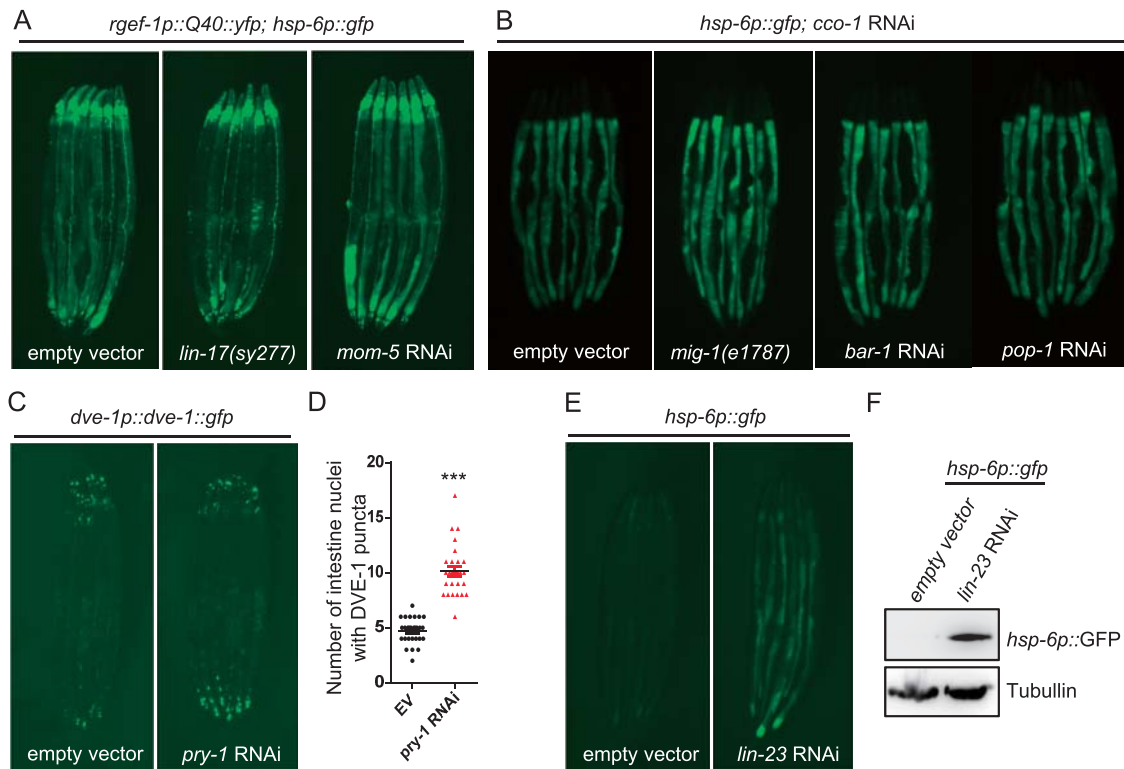 A
rgef-1p::Q40::yfp; hsp-6p::gfp
empty vector
lin-17(sy277)
mom-5 RNAi
B
hsp-6p::gfp; cco-1 RNAi
empty vector
mig-1(e1787)
bar-1 RNAi
pop-1 RNAi
C
dve-1p::dve-1::gfp
empty vector
pry-1 RNAi
D
Number of intestine nuclei
with DVE-1 puncta
20
15
10
5
0
***
EV
pry-1 RNAi
E
hsp-6p::gfp
empty vector
lin-23 RNAi
F
hsp-6p::gfp
empty vector
lin-23 RNAi
hsp-6p::GFP
Tubullin